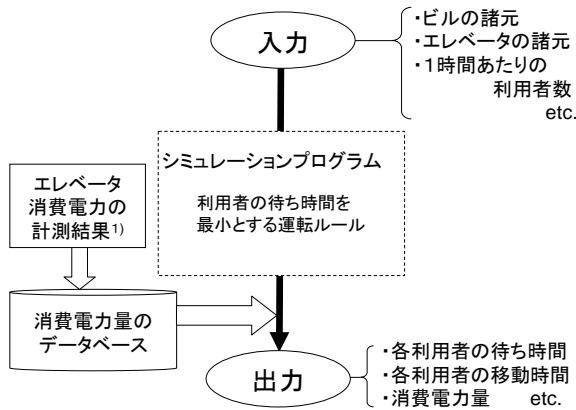 入力
・ビルの諸元
・エレベータの諸元
・１時間あたりの
利用者数
etc.
シミュレーションプログラム
利用者の待ち時間を
最小とする運転ルール
エレベータ
消費電力の
計測結果1)
消費電力量の
データベース
出力
・各利用者の待ち時間
・各利用者の移動時間
・消費電力量 etc.